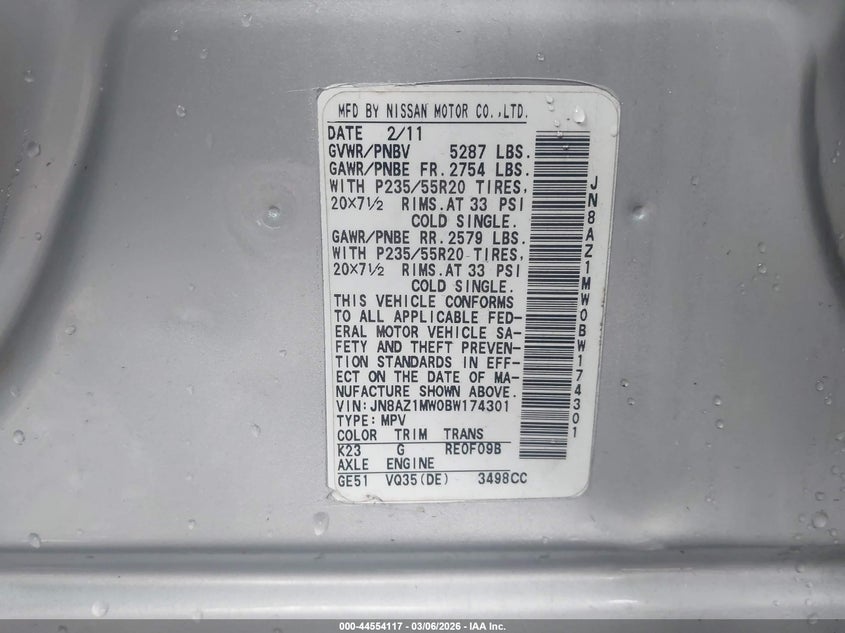 MFD BY NISSAN MOTOR CO.,LTD.
DATE 2/11
GVWR/PNBV 5287 LBS.
GAWR/PNBE FR. 2754 LBS.
WITH P235/55R20 TIRES,
20×7½ RIMS.AT 33 PSI
COLD SINGLE.
GAWR/PNBE RR. 2579 LBS.
WITH P235/55R20 TIRES,
20×7½ RIMS.AT 33 PSI
COLD SINGLE.
THIS VEHICLE CONFORMS
TO ALL APPLICABLE FED-
ERAL MOTOR VEHICLE SA-
FETY AND THEFT PREVEN-
TION STANDARDS IN EFF-
ECT ON THE DATE OF MA-
NUFACTURE SHOWN ABOVE.
VIN:JN8AZ1MW0BW174301
TYPE:MPV
COLOR TRIM TRANS
K23 G RE0F09B
AXLE ENGINE
GE51 VQ35(DE) 3498CC
JN8AZ1MW0BW174301
000-44554117 - 03/06/2026 - IAA Inc.